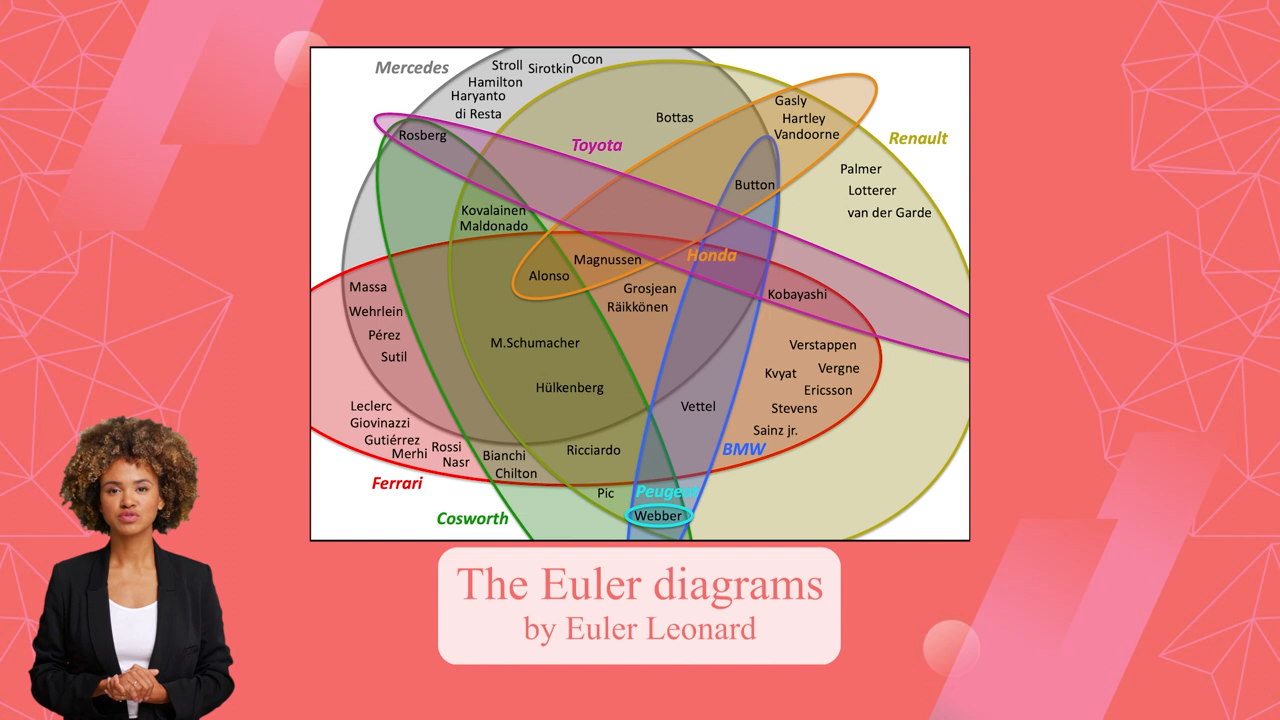 Mercedes
Stroll
Sirotkin
Ocon
Hamilton
Haryanto
di Resta
Rosberg
Bottas
Gasly
Hartley
Vandoorne
Toyota
Renault
Palmer
Lotterer
van der Garde
Button
Kovalainen
Maldonado
Magnussen
Honda
Alonso
Massa
Grosjean
Kobayashi
Räikkönen
Wehrlein
Pérez
M.Schumacher
Verstappen
Sutil
Kvyat
Vergne
Hülkenberg
Ericsson
Leclerc
Vettel
Stevens
Giovinazzi
Sainz jr.
Gutiérrez
Rossi
Merhi
Nasr
Bianchi
Ricciardo
BMW
Chilton
Ferrari
Pic
Peugeot
Cosworth
Webber
The Euler diagrams
by Euler Leonard